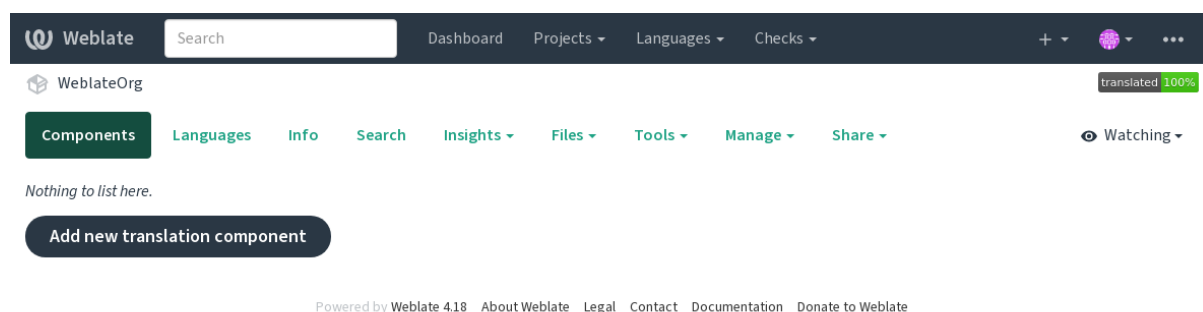 Weblate Search Dashboard Projects Languages Checks
WeblateOrg translated 100%
Components Languages Info Search Insights Files Tools Manage Share Watching
Nothing to list here.
Add new translation component
Powered by Weblate 4.18 About Weblate Legal Contact Documentation Donate to Weblate